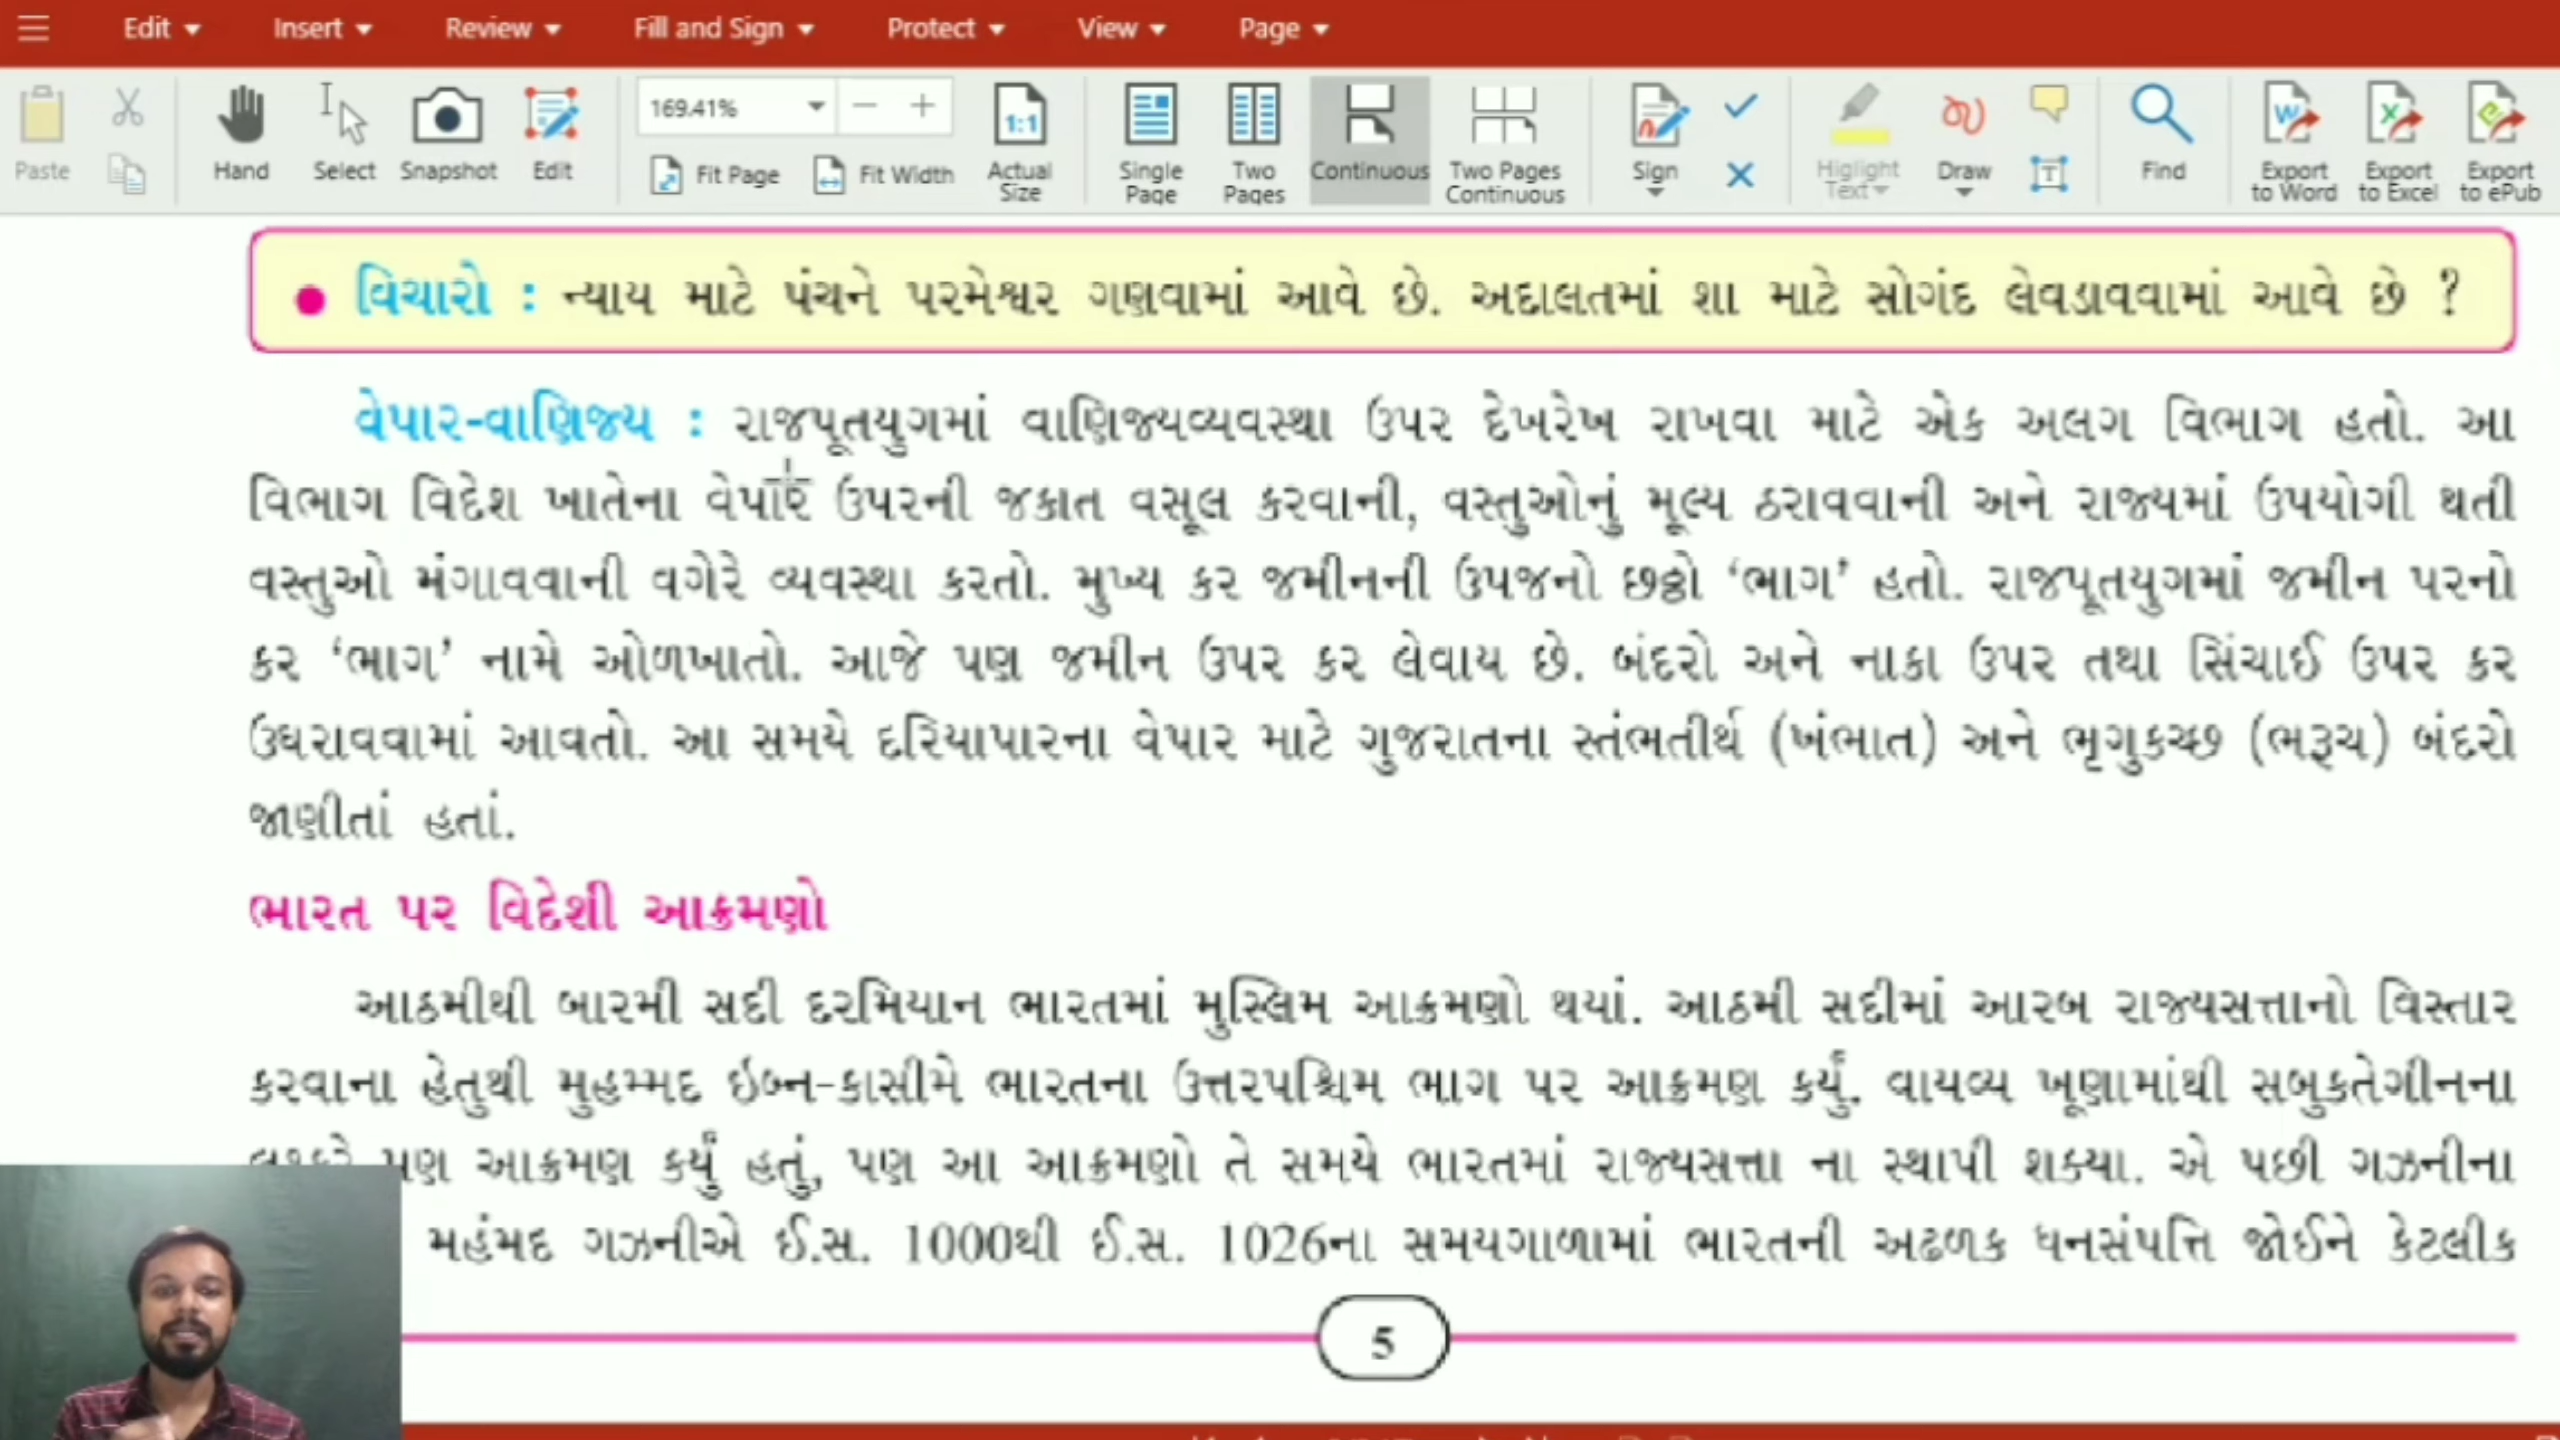 Edit Insert Review Fill and Sign Protect View Page
Paste Hand Select Snapshot Edit 169.41% Fit Page Fit Width 1:1 Actual Size Single Page Two Pages Continuous Two Pages Continuous Sign Higlight Text Draw Find Export to Word Export to Excel Export to ePub
● વિચારો : ન્યાય માટે પંચને પરમેશ્વર ગણવામાં આવે છે. અદાલતમાં શા માટે સોગંદ લેવડાવવામાં આવે છે ?
વેપાર-વાણિજ્ય : રાજપૂતયુગમાં વાણિજ્યવ્યવસ્થા ઉપર દેખરેખ રાખવા માટે એક અલગ વિભાગ હતો. આ
વિભાગ વિદેશ ખાતેના વેપાર ઉપરની જકાત વસૂલ કરવાની, વસ્તુઓનું મૂલ્ય ઠરાવવાની અને રાજ્યમાં ઉપયોગી થતી
વસ્તુઓ મંગાવવાની વગેરે વ્યવસ્થા કરતો. મુખ્ય કર જમીનની ઉપજનો છઠ્ઠો ‘ભાગ’ હતો. રાજપૂતયુગમાં જમીન પરનો
કર ‘ભાગ’ નામે ઓળખાતો. આજે પણ જમીન ઉપર કર લેવાય છે. બંદરો અને નાકા ઉપર તથા સિંચાઈ ઉપર કર
ઉઘરાવવામાં આવતો. આ સમયે દરિયાપારના વેપાર માટે ગુજરાતના સ્તંભતીર્થ (ખંભાત) અને ભૃગુકચ્છ (ભરૂચ) બંદરો
જાણીતાં હતાં.
ભારત પર વિદેશી આક્રમણો
આઠમીથી બારમી સદી દરમિયાન ભારતમાં મુસ્લિમ આક્રમણો થયાં. આઠમી સદીમાં આરબ રાજ્યસત્તાનો વિસ્તાર
કરવાના હેતુથી મુહમ્મદ ઇબ્ન-કાસીમે ભારતના ઉત્તરપશ્ચિમ ભાગ પર આક્રમણ કર્યું. વાયવ્ય ખૂણામાંથી સબુકતેગીનના
પણ આક્રમણ કર્યું હતું, પણ આ આક્રમણો તે સમયે ભારતમાં રાજ્યસત્તા ના સ્થાપી શક્યા. એ પછી ગઝનીના
મહંમદ ગઝનીએ ઈ.સ. 1000થી ઈ.સ. 1026ના સમયગાળામાં ભારતની અઢળક ધનસંપત્તિ જોઈને કેટલીક
5